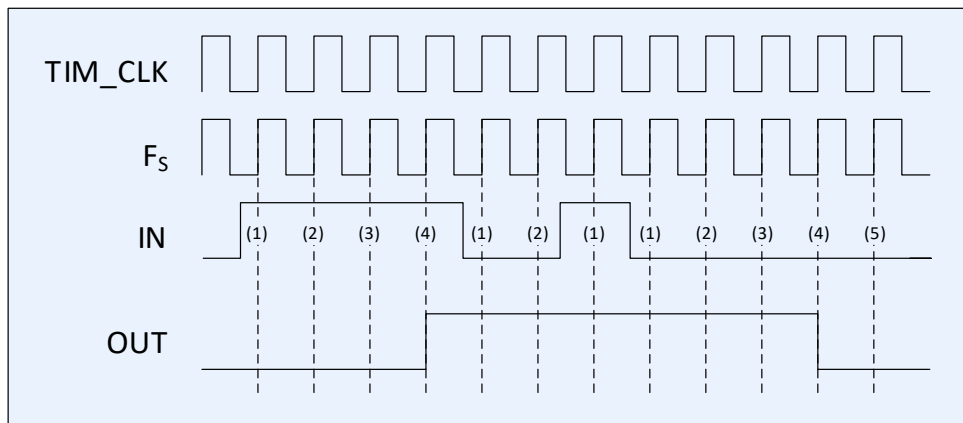 TIM_CLK
FS
IN
(1) (2) (3) (4) (1) (2) (1) (1) (2) (3) (4) (5)
OUT